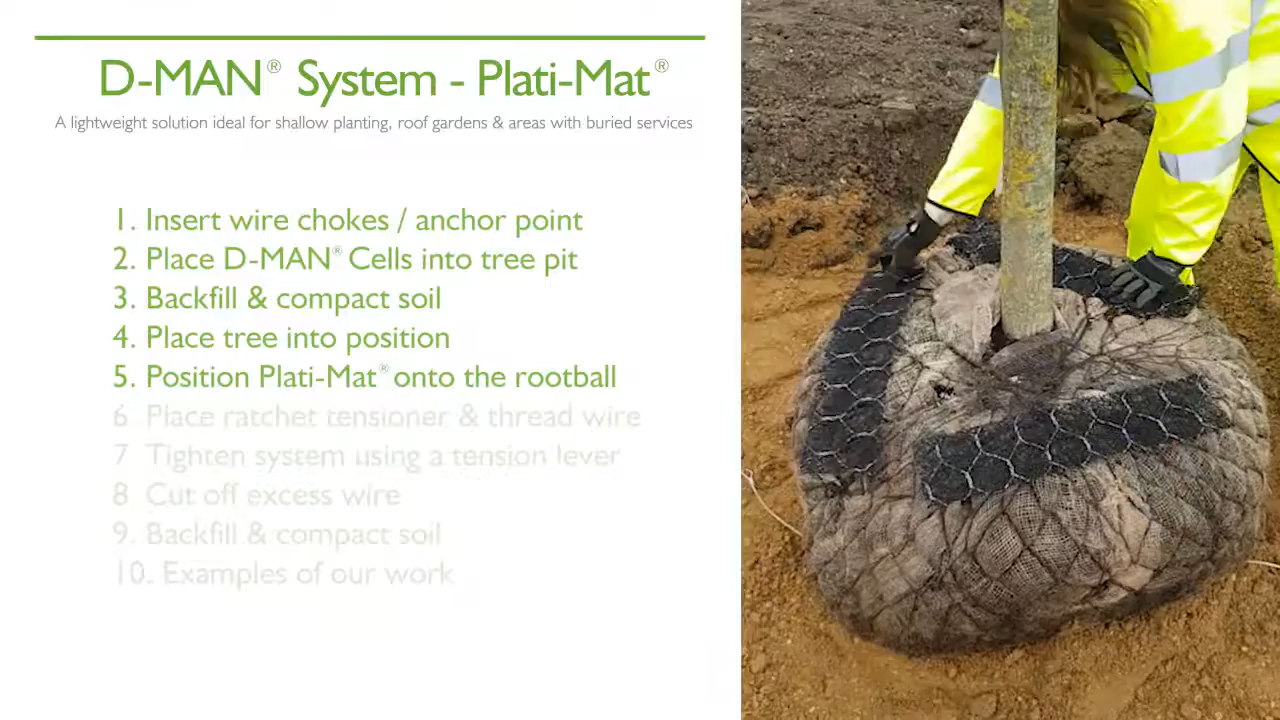 D-MAN® System - Plati-Mat®
A lightweight solution ideal for shallow planting, roof gardens & areas with buried services
1. Insert wire chokes / anchor point
2. Place D-MAN® Cells into tree pit
3. Backfill & compact soil
4. Place tree into position
5. Position Plati-Mat® onto the rootball
6 Place ratchet tensioner & thread wire
7 Tighten system using a tension lever
8 Cut off excess wire
9. Backfill & compact soil
10. Examples of our work